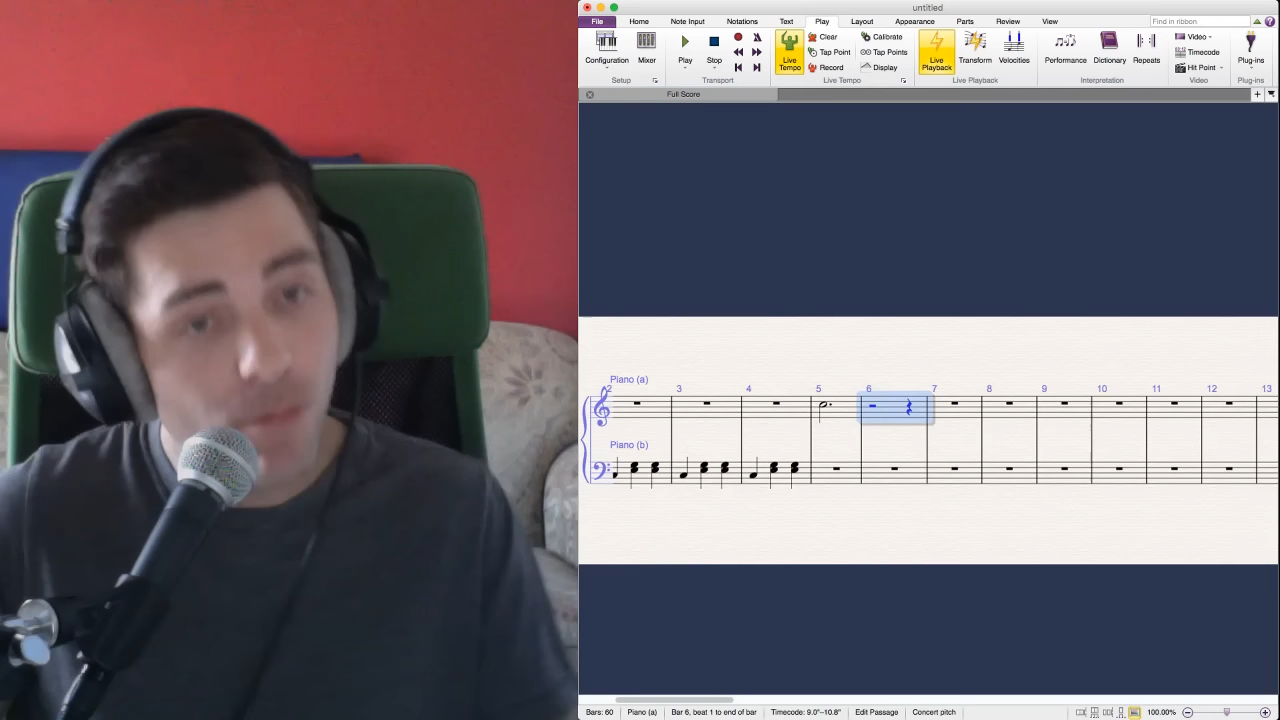 untitled
File Home Note Input Notations Text Play Layout Appearance Parts Review View Find in ribbon
Clear Calibrate Video Timecode Hit Point
Tap Point Tap Points
Record Display
Configuration Mixer Play Stop Live Tempo Live Playback Transform Velocities Performance Dictionary Repeats Plug-ins
Setup Transport Live Tempo Live Playback Interpretation Video Plug-ins
Full Score
Piano (a)
2 3 4 5 6 7 8 9 10 11 12 13
Piano (b)
Bars: 60 Piano (a) Bar 6, beat 1 to end of bar Timecode: 9.0"–10.8" Edit Passage Concert pitch 100.00%